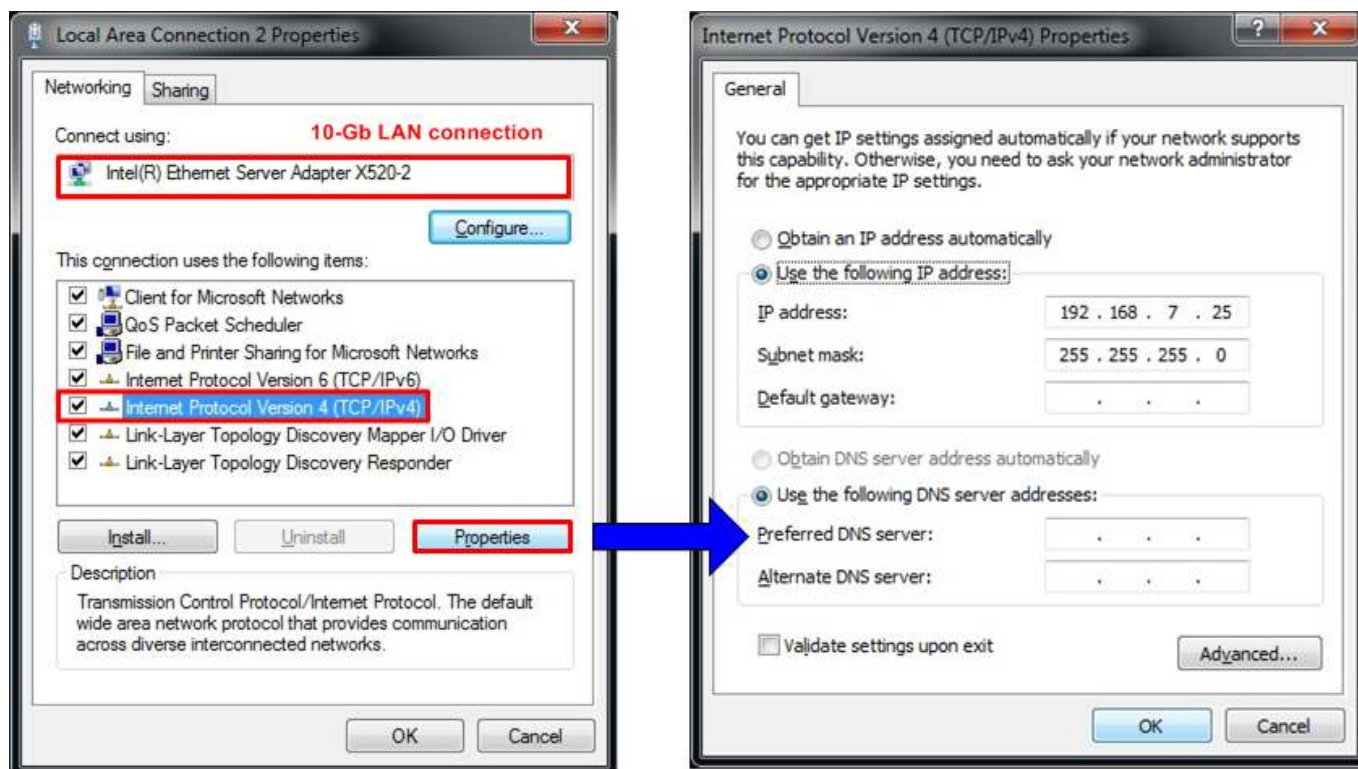 Local Area Connection 2 Properties
Networking
Sharing
Connect using:
10-Gb LAN connection
Intel(R) Ethernet Server Adapter X520-2
Configure...
This connection uses the following items:
Client for Microsoft Networks
QoS Packet Scheduler
File and Printer Sharing for Microsoft Networks
Internet Protocol Version 6 (TCP/IPv6)
Internet Protocol Version 4 (TCP/IPv4)
Link-Layer Topology Discovery Mapper I/O Driver
Link-Layer Topology Discovery Responder
Install...
Uninstall
Properties
Description
Transmission Control Protocol/Internet Protocol. The default
wide area network protocol that provides communication
across diverse interconnected networks.
OK
Cancel
Internet Protocol Version 4 (TCP/IPv4) Properties
General
You can get IP settings assigned automatically if your network supports
this capability. Otherwise, you need to ask your network administrator
for the appropriate IP settings.
Obtain an IP address automatically
Use the following IP address:
IP address:
192 . 168 . 7 . 25
Subnet mask:
255 . 255 . 255 . 0
Default gateway:
. . .
Obtain DNS server address automatically
Use the following DNS server addresses:
Preferred DNS server:
. . .
Alternate DNS server:
. . .
Validate settings upon exit
Advanced...
OK
Cancel